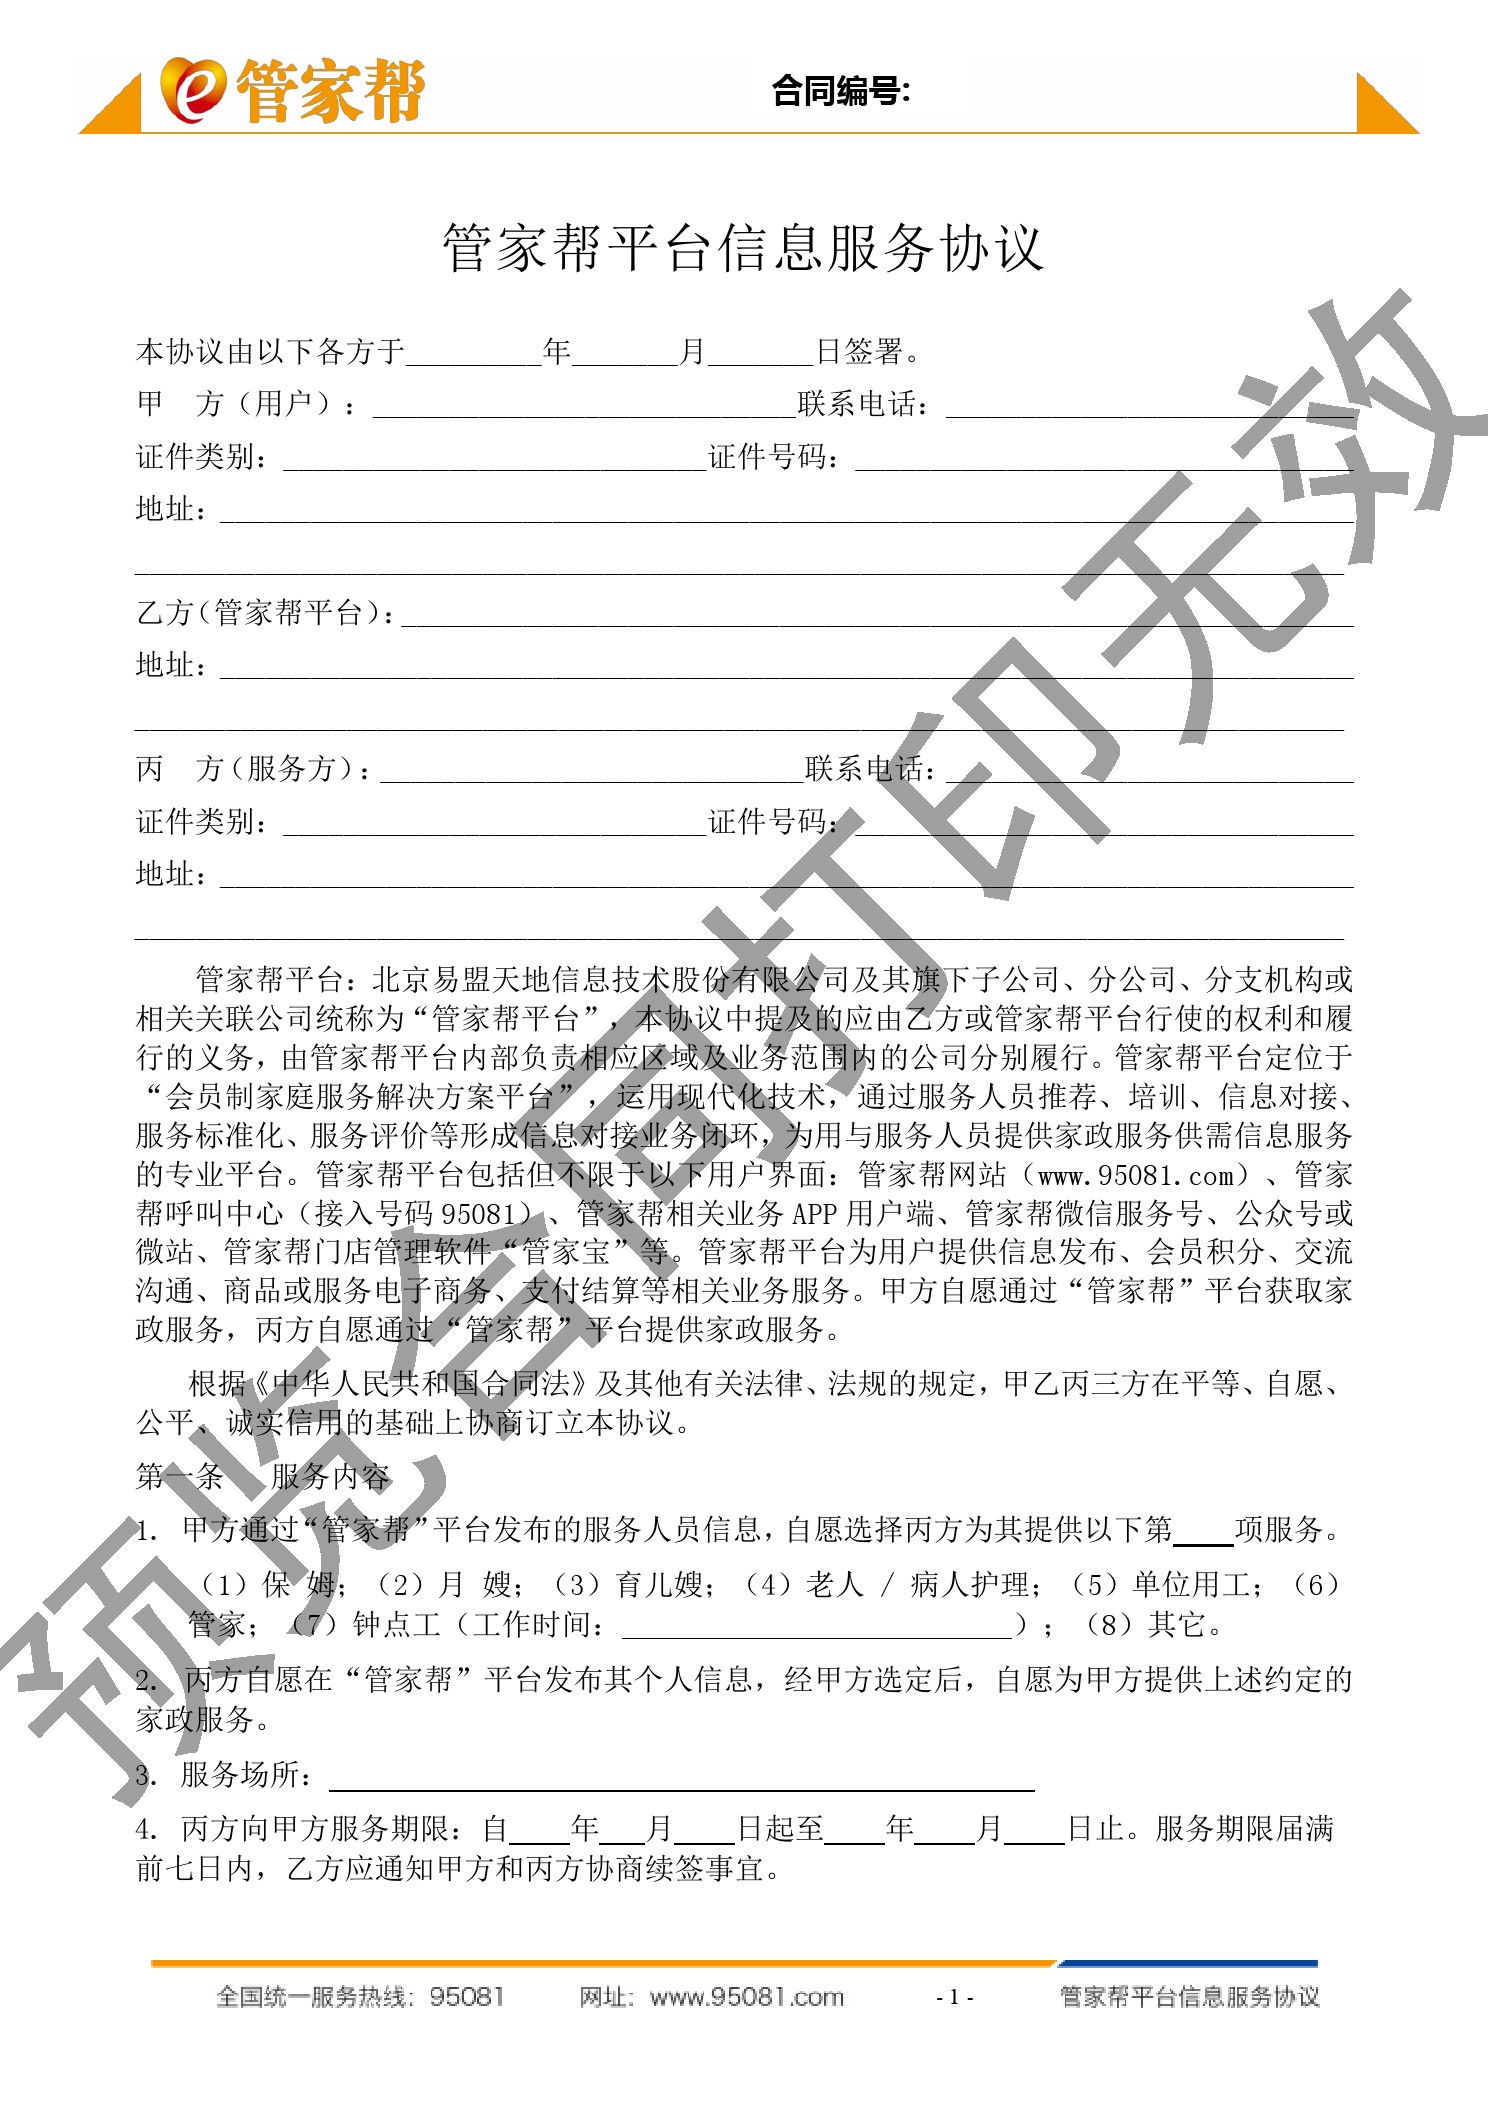 管家帮
合同编号:
管家帮平台信息服务协议
本协议由以下各方于_________年_______月_______日签署。
甲　方（用户）：____________________________联系电话：___________________________
证件类别：____________________________证件号码：_________________________________
地址：___________________________________________________________________________
________________________________________________________________________________
乙方（管家帮平台）：_______________________________________________________________
地址：___________________________________________________________________________
________________________________________________________________________________
丙　方（服务方）：____________________________联系电话：___________________________
证件类别：____________________________证件号码：_________________________________
地址：___________________________________________________________________________
________________________________________________________________________________
管家帮平台：北京易盟天地信息技术股份有限公司及其旗下子公司、分公司、分支机构或
相关关联公司统称为“管家帮平台”，本协议中提及的应由乙方或管家帮平台行使的权利和履
行的义务，由管家帮平台内部负责相应区域及业务范围内的公司分别履行。管家帮平台定位于
“会员制家庭服务解决方案平台”，运用现代化技术，通过服务人员推荐、培训、信息对接、
服务标准化、服务评价等形成信息对接业务闭环，为用与服务人员提供家政服务供需信息服务
的专业平台。管家帮平台包括但不限于以下用户界面：管家帮网站（www.95081.com）、管家
帮呼叫中心（接入号码 95081）、管家帮相关业务 APP 用户端、管家帮微信服务号、公众号或
微站、管家帮门店管理软件“管家宝”等。管家帮平台为用户提供信息发布、会员积分、交流
沟通、商品或服务电子商务、支付结算等相关业务服务。甲方自愿通过“管家帮”平台获取家
政服务，丙方自愿通过“管家帮”平台提供家政服务。
根据《中华人民共和国合同法》及其他有关法律、法规的规定，甲乙丙三方在平等、自愿、
公平、诚实信用的基础上协商订立本协议。
第一条　服务内容
1. 甲方通过“管家帮”平台发布的服务人员信息，自愿选择丙方为其提供以下第____项服务。
（1）保 姆；（2）月 嫂；（3）育儿嫂；（4）老人 / 病人护理；（5）单位用工；（6）
管家；（7）钟点工（工作时间：__________________________）；（8）其它。
2. 丙方自愿在“管家帮”平台发布其个人信息，经甲方选定后，自愿为甲方提供上述约定的
家政服务。
3. 服务场所：_______________________________________________
4. 丙方向甲方服务期限：自____年___月____日起至____年____月____日止。服务期限届满
前七日内，乙方应通知甲方和丙方协商续签事宜。
预览合同打印无效
全国统一服务热线：95081　网址：www.95081.com　- 1 -　管家帮平台信息服务协议